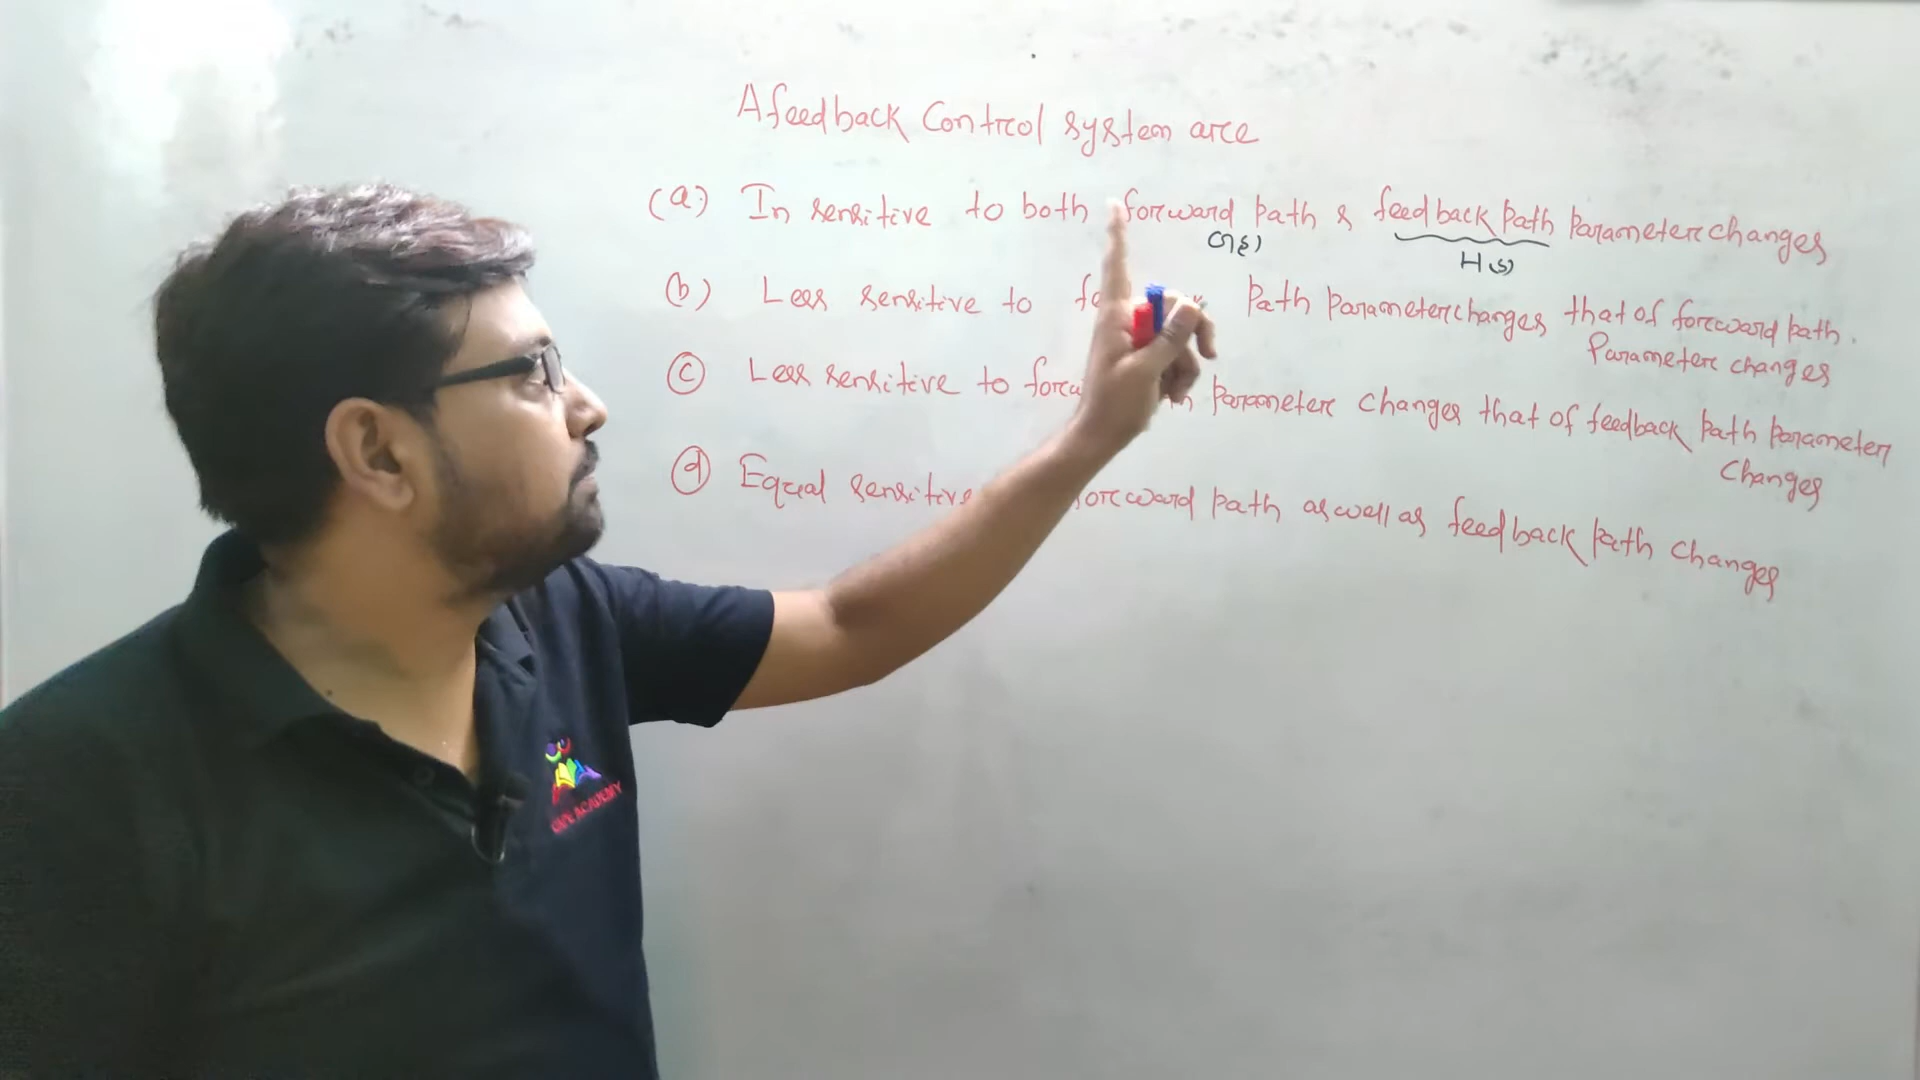 A feedback Control system are
(a) In sensitive to both forward path & feedback path Parameter changes
G(s)
H(s)
(b) Less sensitive to Path Parameter changes that of forward path.
Parameter changes
(c) Less sensitive to Parameter changes that of feedback path parameter
changes
(d) Equal sensitive forward path as well as feedback path changes
ACADEMY